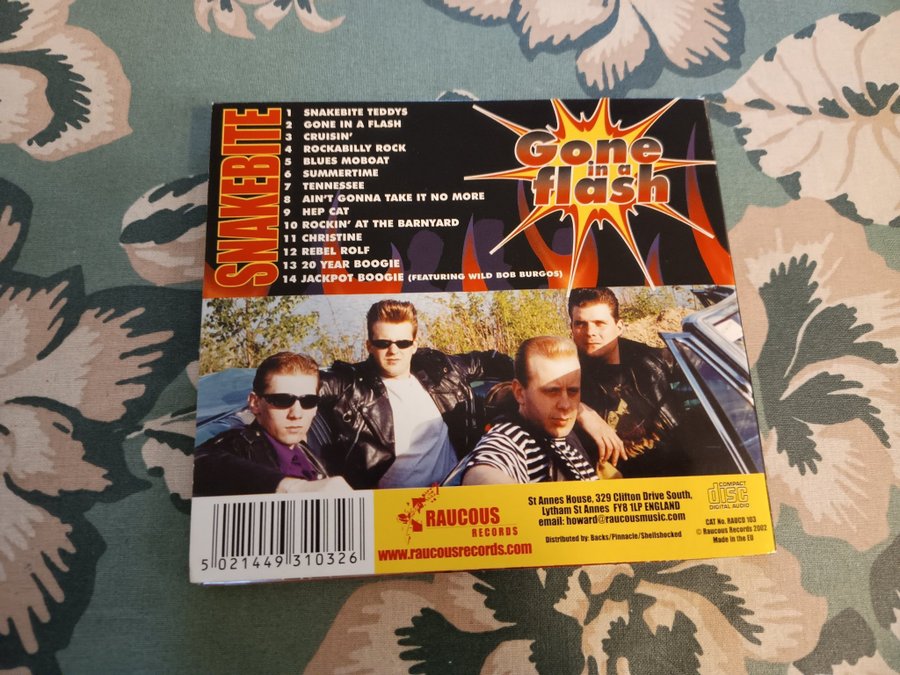 SNAKEBITE
1 SNAKEBITE TEDDYS
2 GONE IN A FLASH
3 CRUISIN'
4 ROCKABILLY ROCK
5 BLUES MOBOAT
6 SUMMERTIME
7 TENNESSEE
8 AIN'T GONNA TAKE IT NO MORE
9 HEP CAT
10 ROCKIN' AT THE BARNYARD
11 CHRISTINE
12 REBEL ROLF
13 20 YEAR BOOGIE
14 JACKPOT BOOGIE (FEATURING WILD BOB BURGOS)
Gone
in a
flash
5 021449 310326
RAUCOUS
RECORDS
www.raucousrecords.com
St Annes House, 329 Clifton Drive South,
Lytham St Annes FY8 1LP ENGLAND
email: howard@raucousmusic.com
Distributed by: Backs/Pinnacle/Shellshocked
COMPACT
disc
DIGITAL AUDIO
CAT No. RAUCD 103
© Raucous Records 2002
Made in the EU